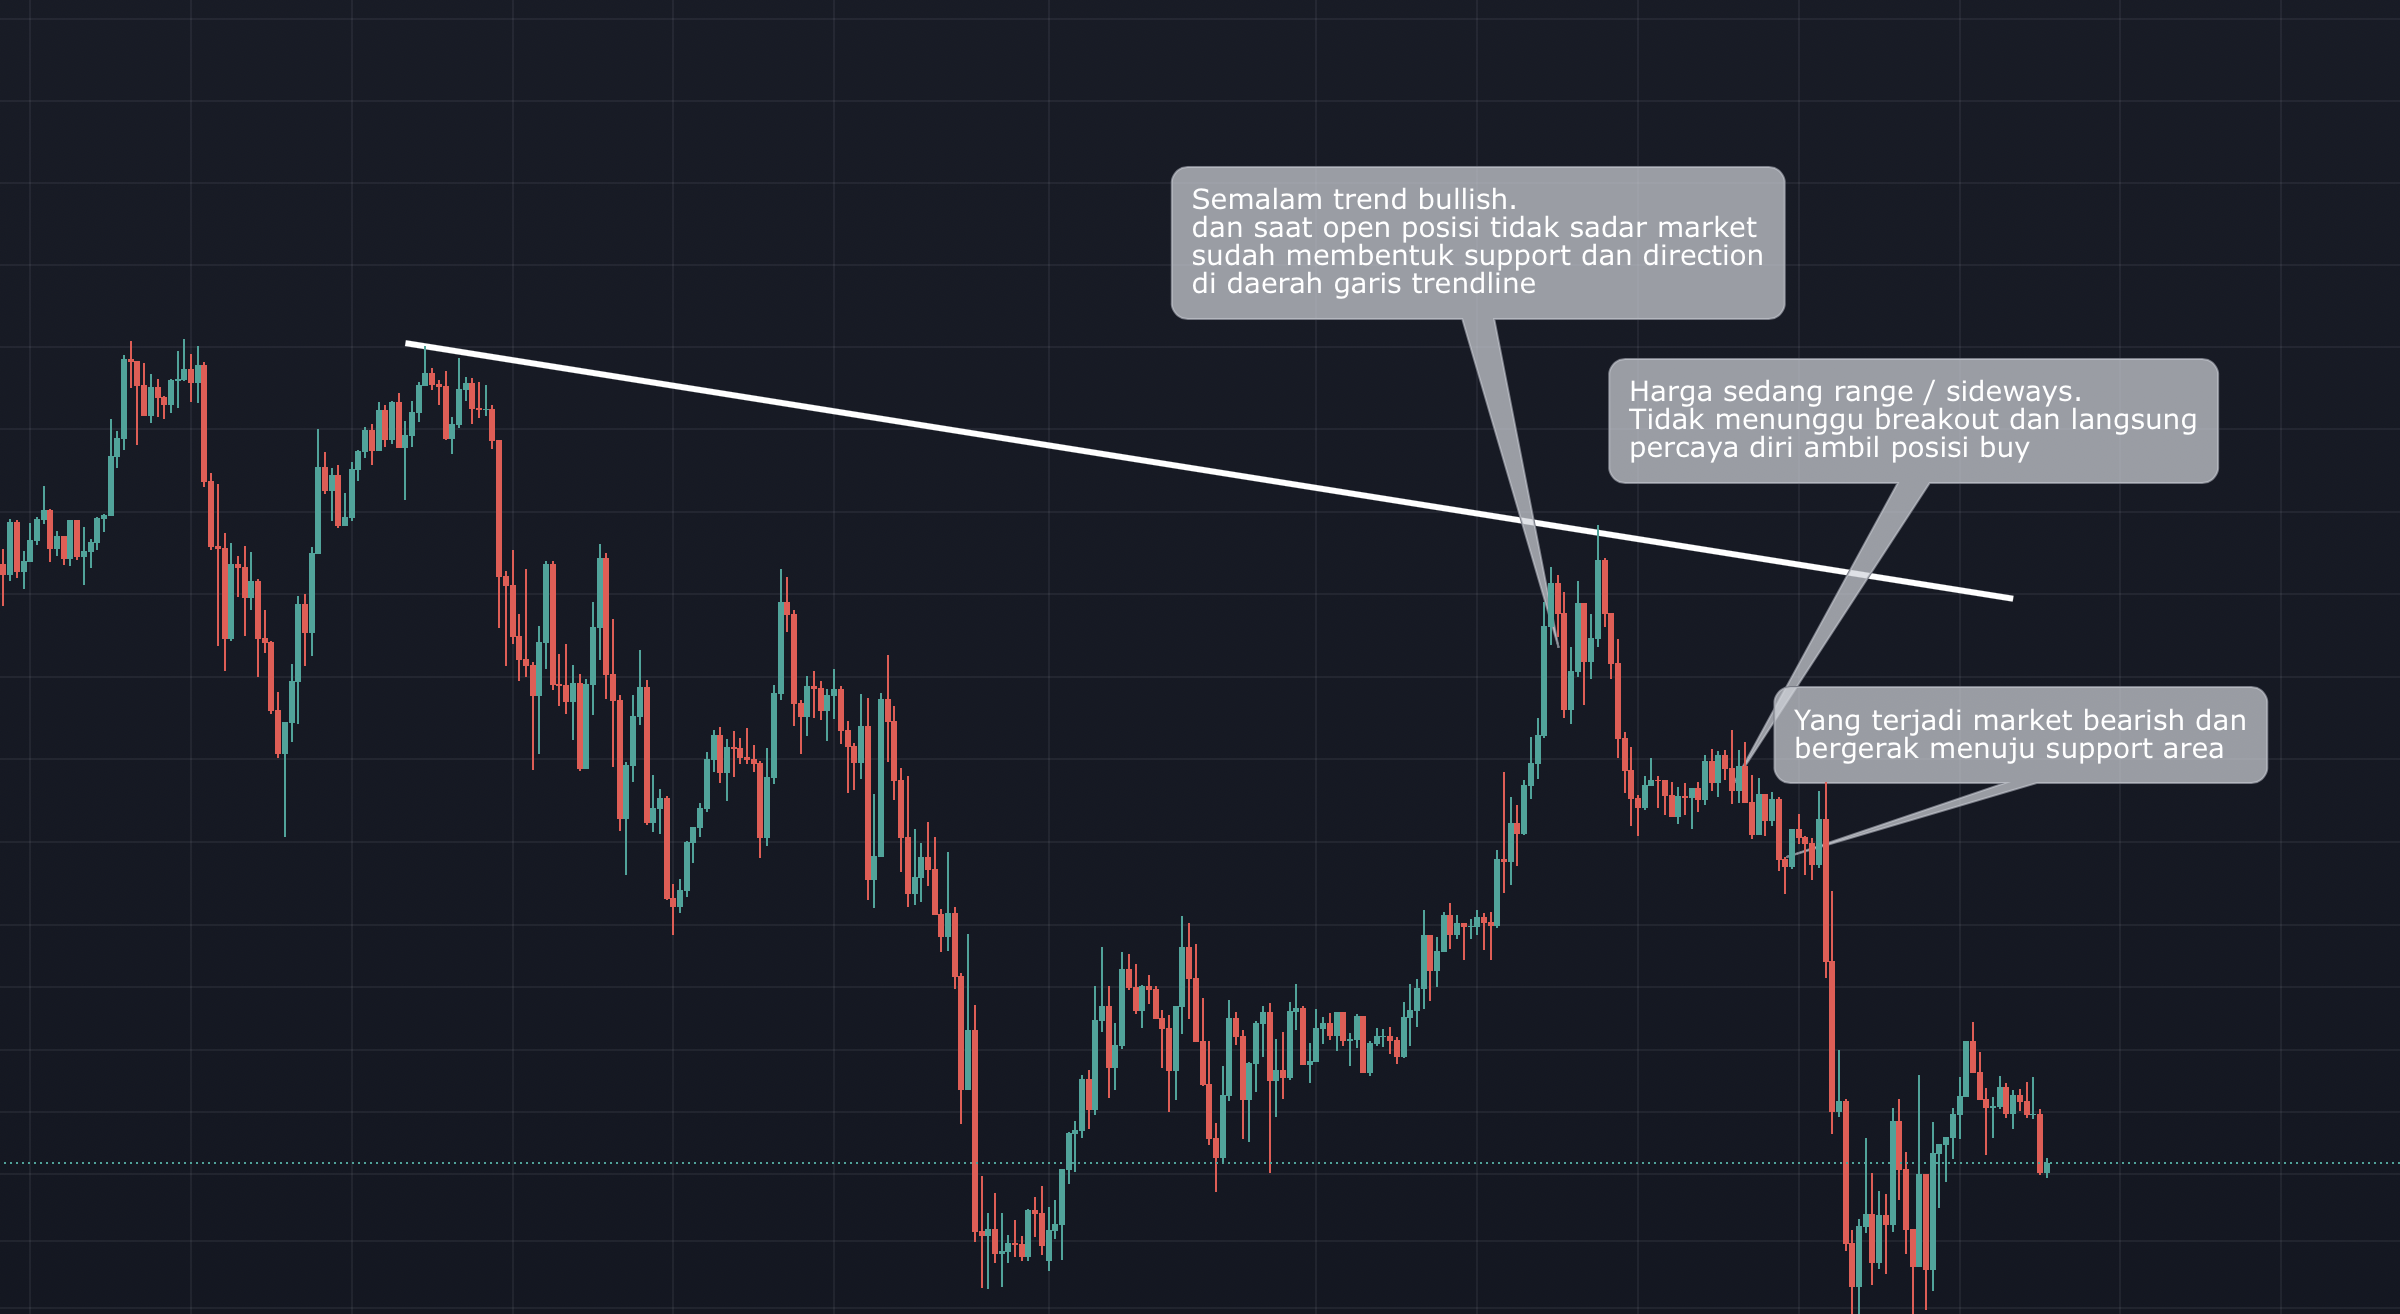 Semalam trend bullish.
dan saat open posisi tidak sadar market
sudah membentuk support dan direction
di daerah garis trendline
Harga sedang range / sideways.
Tidak menunggu breakout dan langsung
percaya diri ambil posisi buy
Yang terjadi market bearish dan
bergerak menuju support area